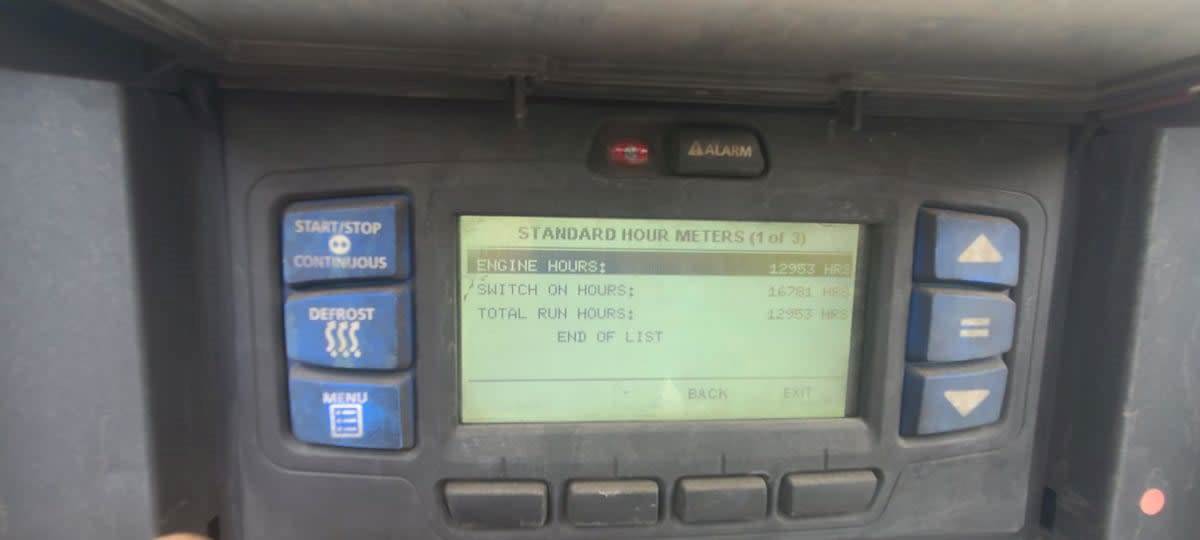 ALARM
START/STOP
CONTINUOUS
DEFROST
MENU
STANDARD HOUR METERS (1 of 3)
ENGINE HOURS: 12953 HRS
SWITCH ON HOURS: 16781 HRS
TOTAL RUN HOURS: 12953 HRS
END OF LIST
BACK EXIT
=